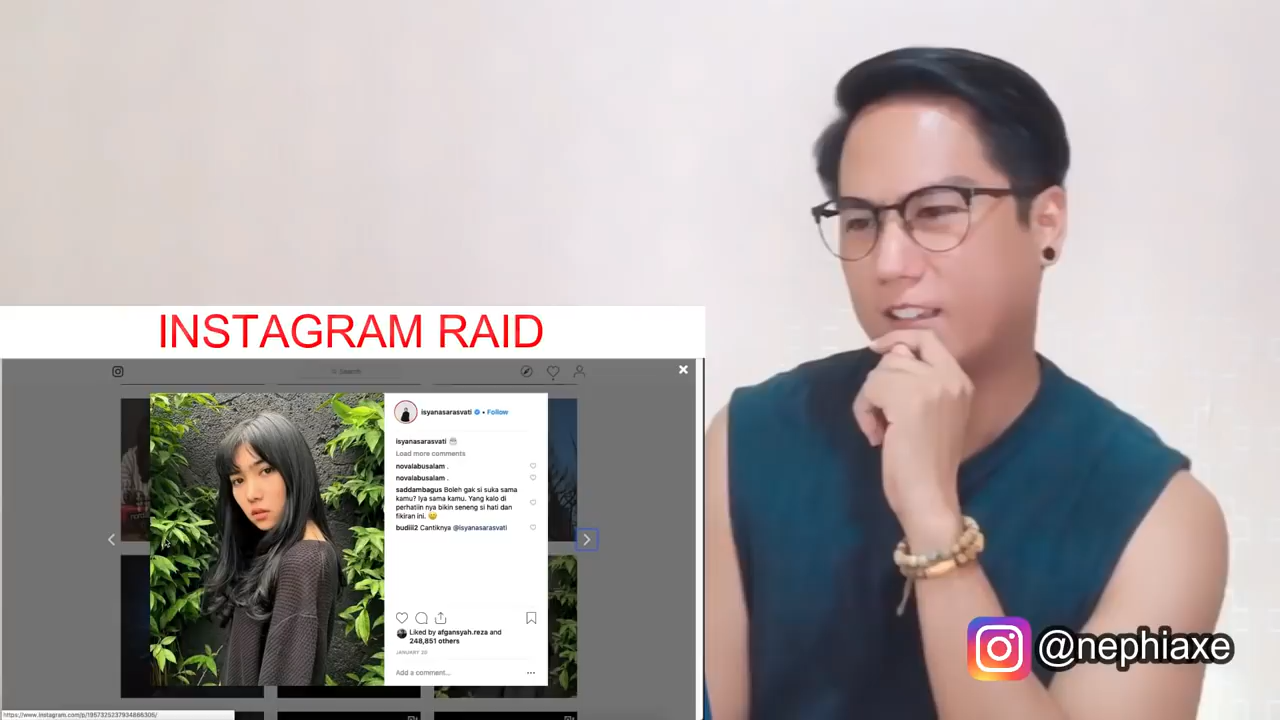 INSTAGRAM RAID
Search
isyanasarasvati • Follow
isyanasarasvati
Load more comments
novalabusalam .
novalabusalam .
saddambagus Boleh gak si suka sama
kamu? Iya sama kamu. Yang kalo di
perhatiin nya bikin seneng si hati dan
fikiran ini.
budiii2 Cantiknya @isyanasarasvati
Liked by afgansyah.reza and
248,851 others
Add a comment...
@nephiaxe